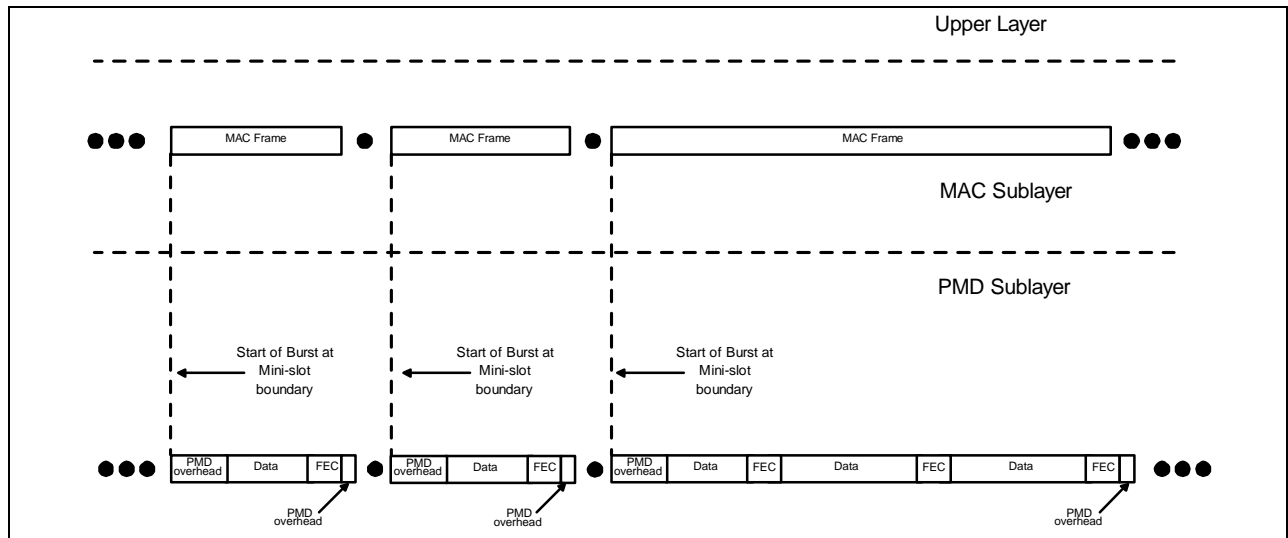 Upper Layer
MAC Frame
MAC Frame
MAC Frame
MAC Sublayer
PMD Sublayer
Start of Burst at
Mini-slot
boundary
Start of Burst at
Mini-slot
boundary
Start of Burst at
Mini-slot
boundary
PMD
overhead
Data
FEC
PMD
overhead
Data
FEC
PMD
overhead
Data
FEC
Data
FEC
Data
FEC
PMD
overhead
PMD
overhead
PMD
overhead